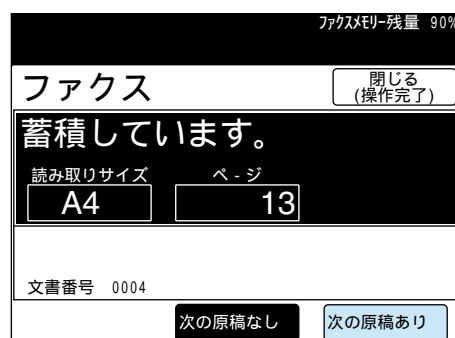 ファクスメモリー残量 90%
ファクス
閉じる
(操作完了)
蓄積しています。
読み取りサイズ ペ-ジ
A4 13
文書番号 0004
次の原稿なし 次の原稿あり